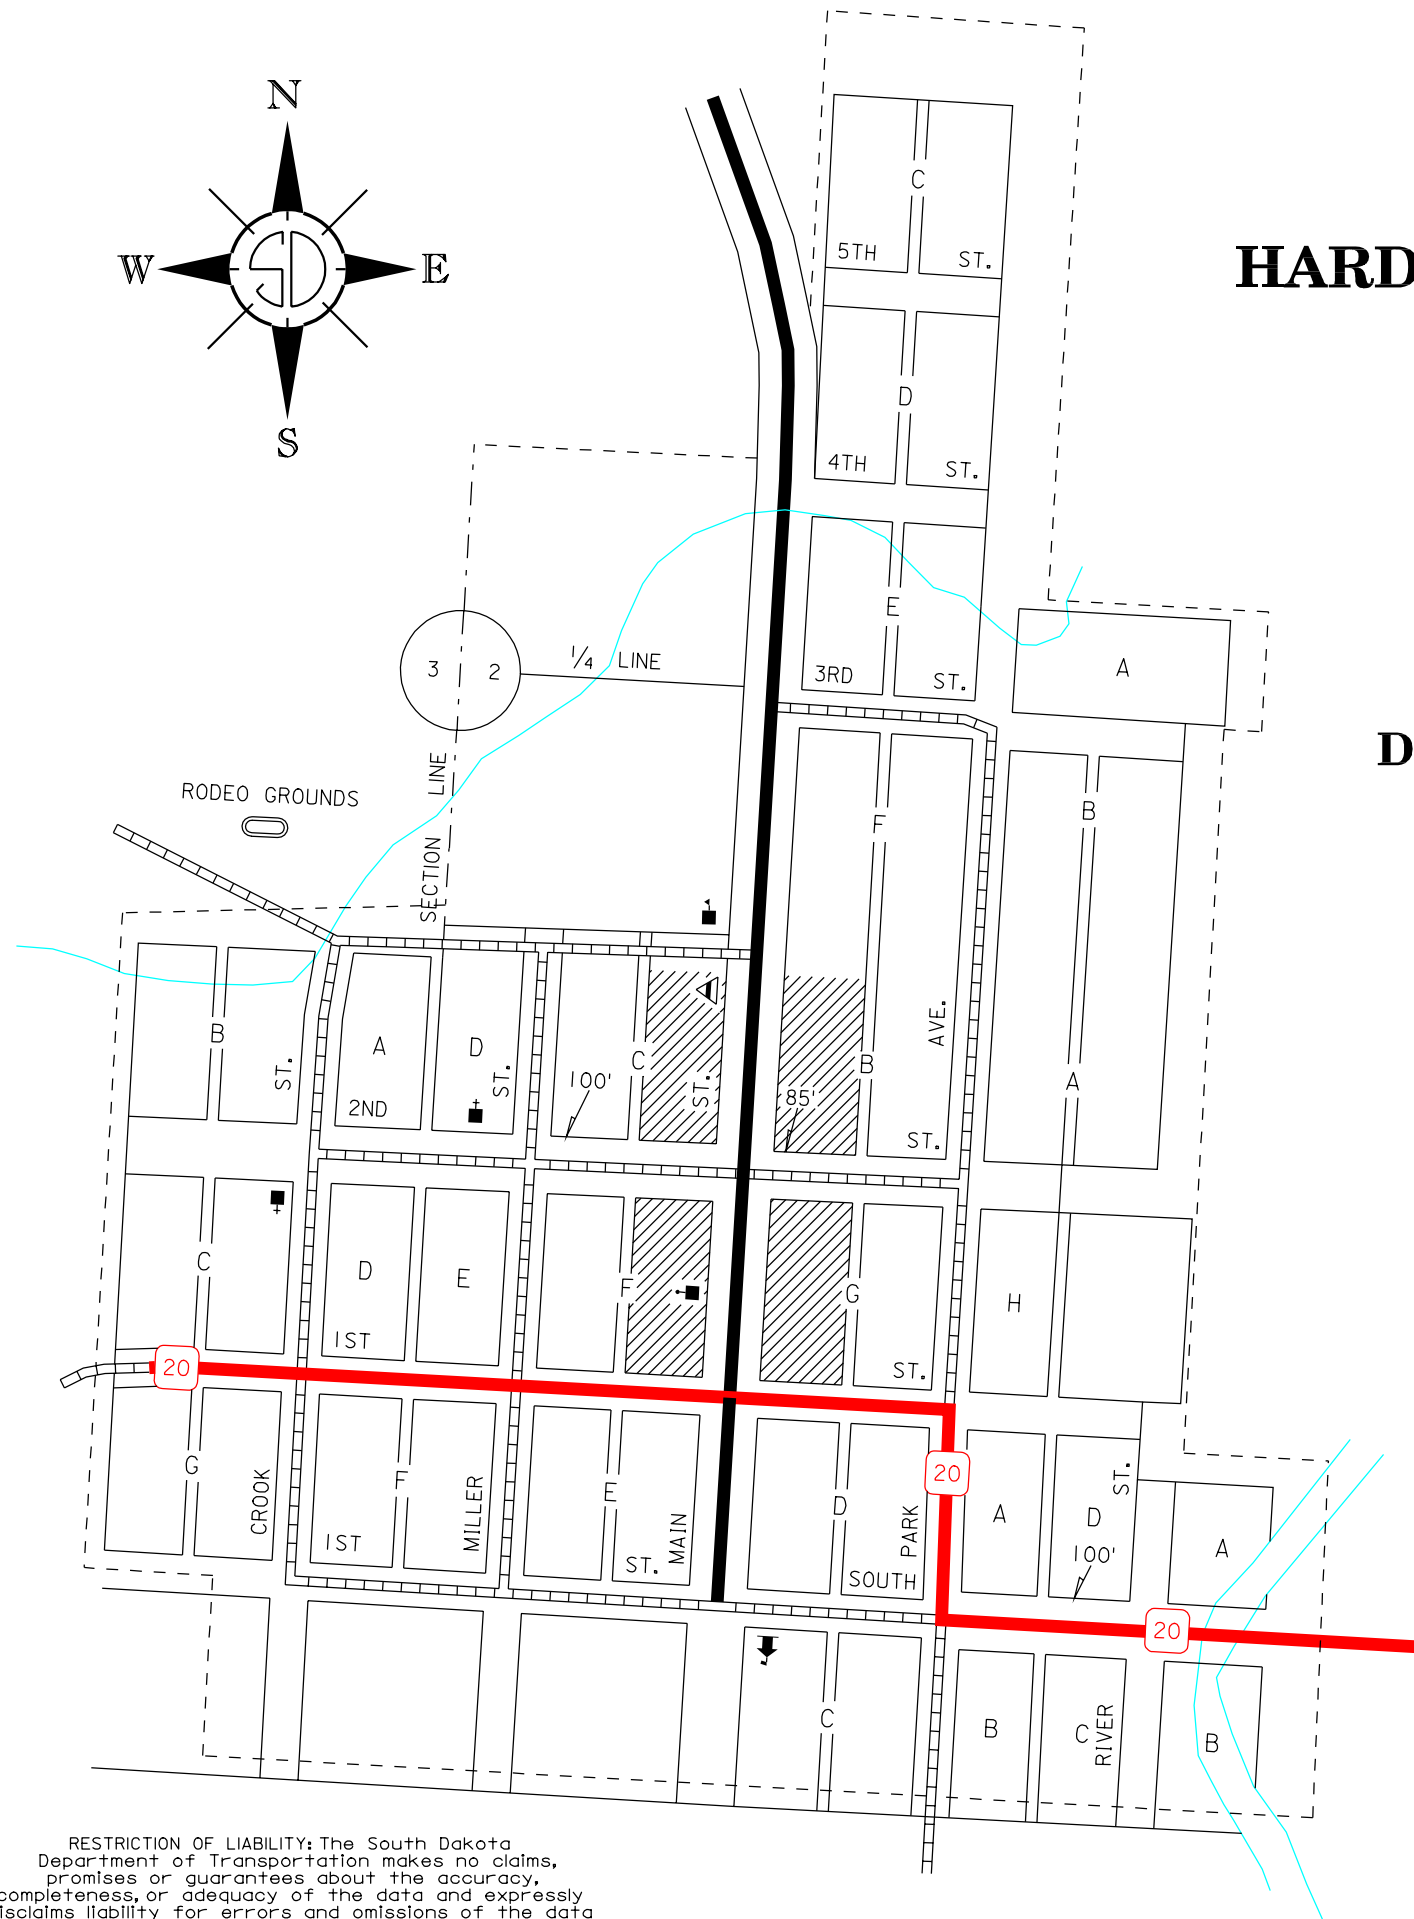 N
W
E
S
HARD
D
C
5TH ST.
D
4TH ST.
E
3RD ST.
A
3 2
1/4 LINE
SECTION LINE
RODEO GROUNDS
F
B
B
ST.
A
D
ST.
C
ST.
100'
85'
B
AVE.
A
2ND
ST.
C
D
E
F
G
H
1ST
ST.
20
20
G
CROOK
F
MILLER
E
MAIN
D
PARK
A
D
ST.
A
1ST
ST.
SOUTH
100'
20
C
B
C
RIVER
B
RESTRICTION OF LIABILITY: The South Dakota
Department of Transportation makes no claims,
promises or guarantees about the accuracy,
completeness, or adequacy of the data and expressly
isclaims liability for errors and omissions of the data